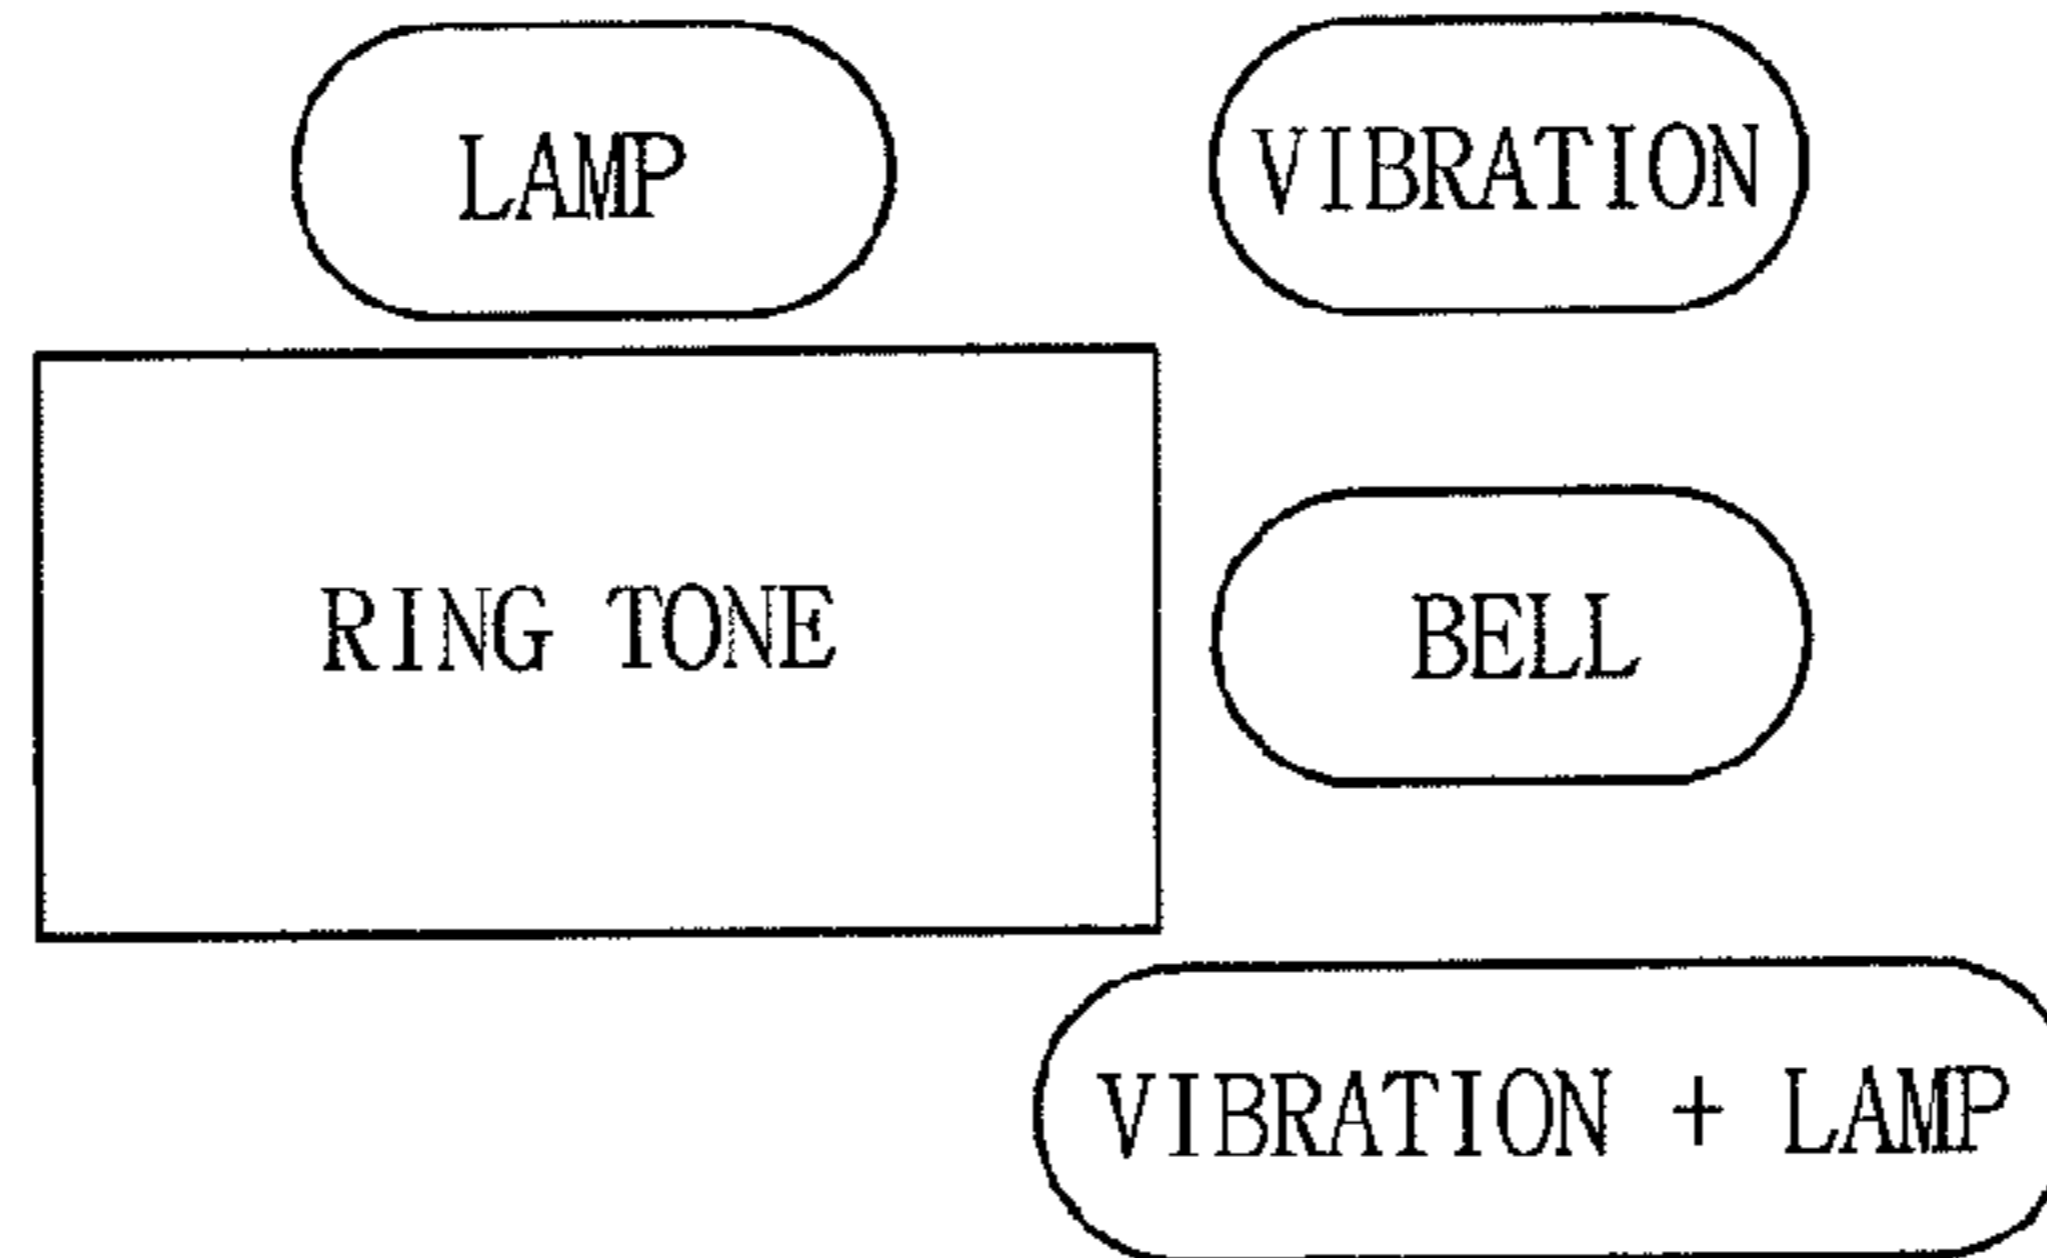 LAMP
VIBRATION
RING TONE
BELL
VIBRATION + LAMP